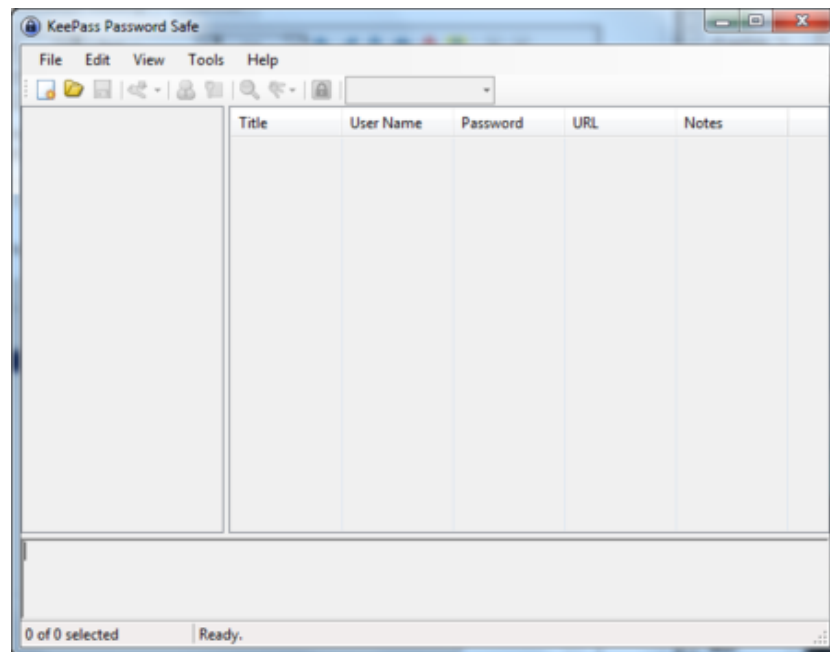 KeePass Password Safe
File Edit View Tools Help
Title User Name Password URL Notes
0 of 0 selected Ready.